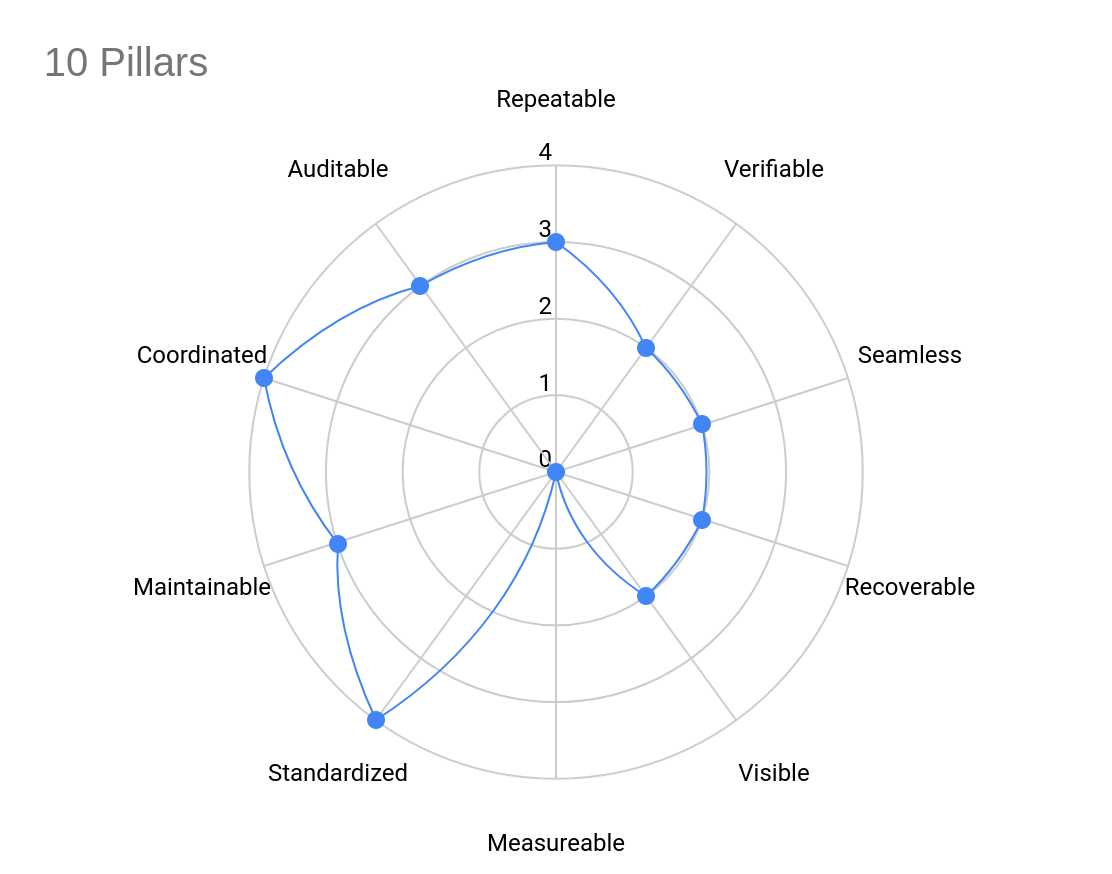 10 Pillars
Repeatable
Auditable
Verifiable
4
3
2
1
0
Coordinated
Seamless
Maintainable
Recoverable
Standardized
Visible
Measureable